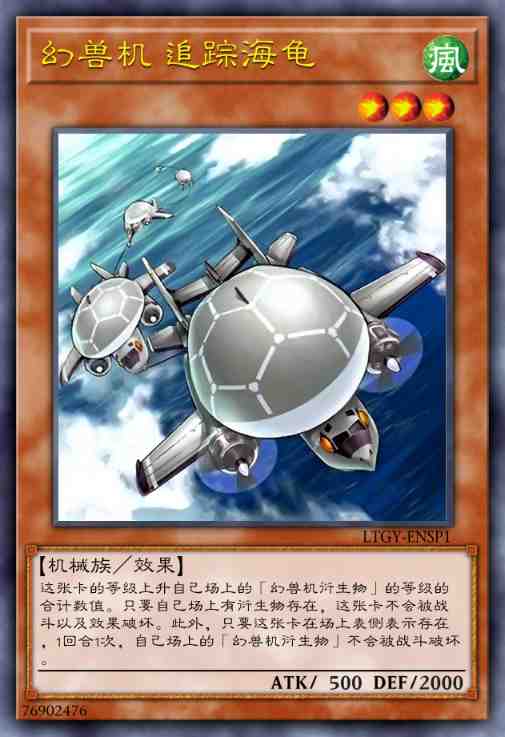 幻兽机 追踪海龟
風
LTGY-ENSP1
【机械族／效果】
这张卡的等级上升自己场上的「幻兽机衍生物」的等级的
合计数值。只要自己场上有衍生物存在，这张卡不会被战
斗以及效果破坏。此外，只要这张卡在场上表侧表示存在
，1回合1次，自己场上的「幻兽机衍生物」不会被战斗破坏
。
ATK/ 500 DEF/2000
76902476